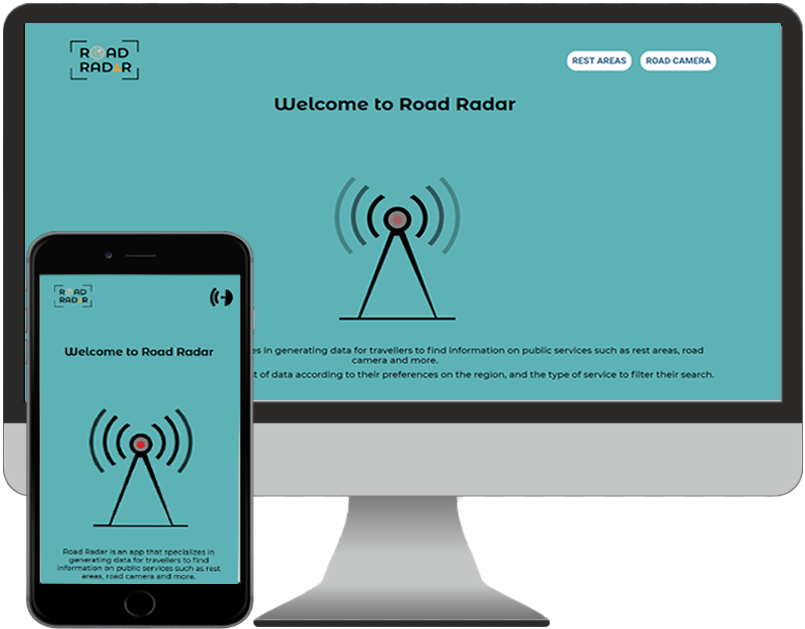 ROAD
RADAR
REST AREAS
ROAD CAMERA
Welcome to Road Radar
es in generating data for travellers to find information on public services such as rest areas, road
camera and more.
t of data according to their preferences on the region, and the type of service to filter their search.
ROAD
RADAR
Welcome to Road Radar
Road Radar is an app that specializes in
generating data for travellers to find
information on public services such as rest
areas, road camera and more.